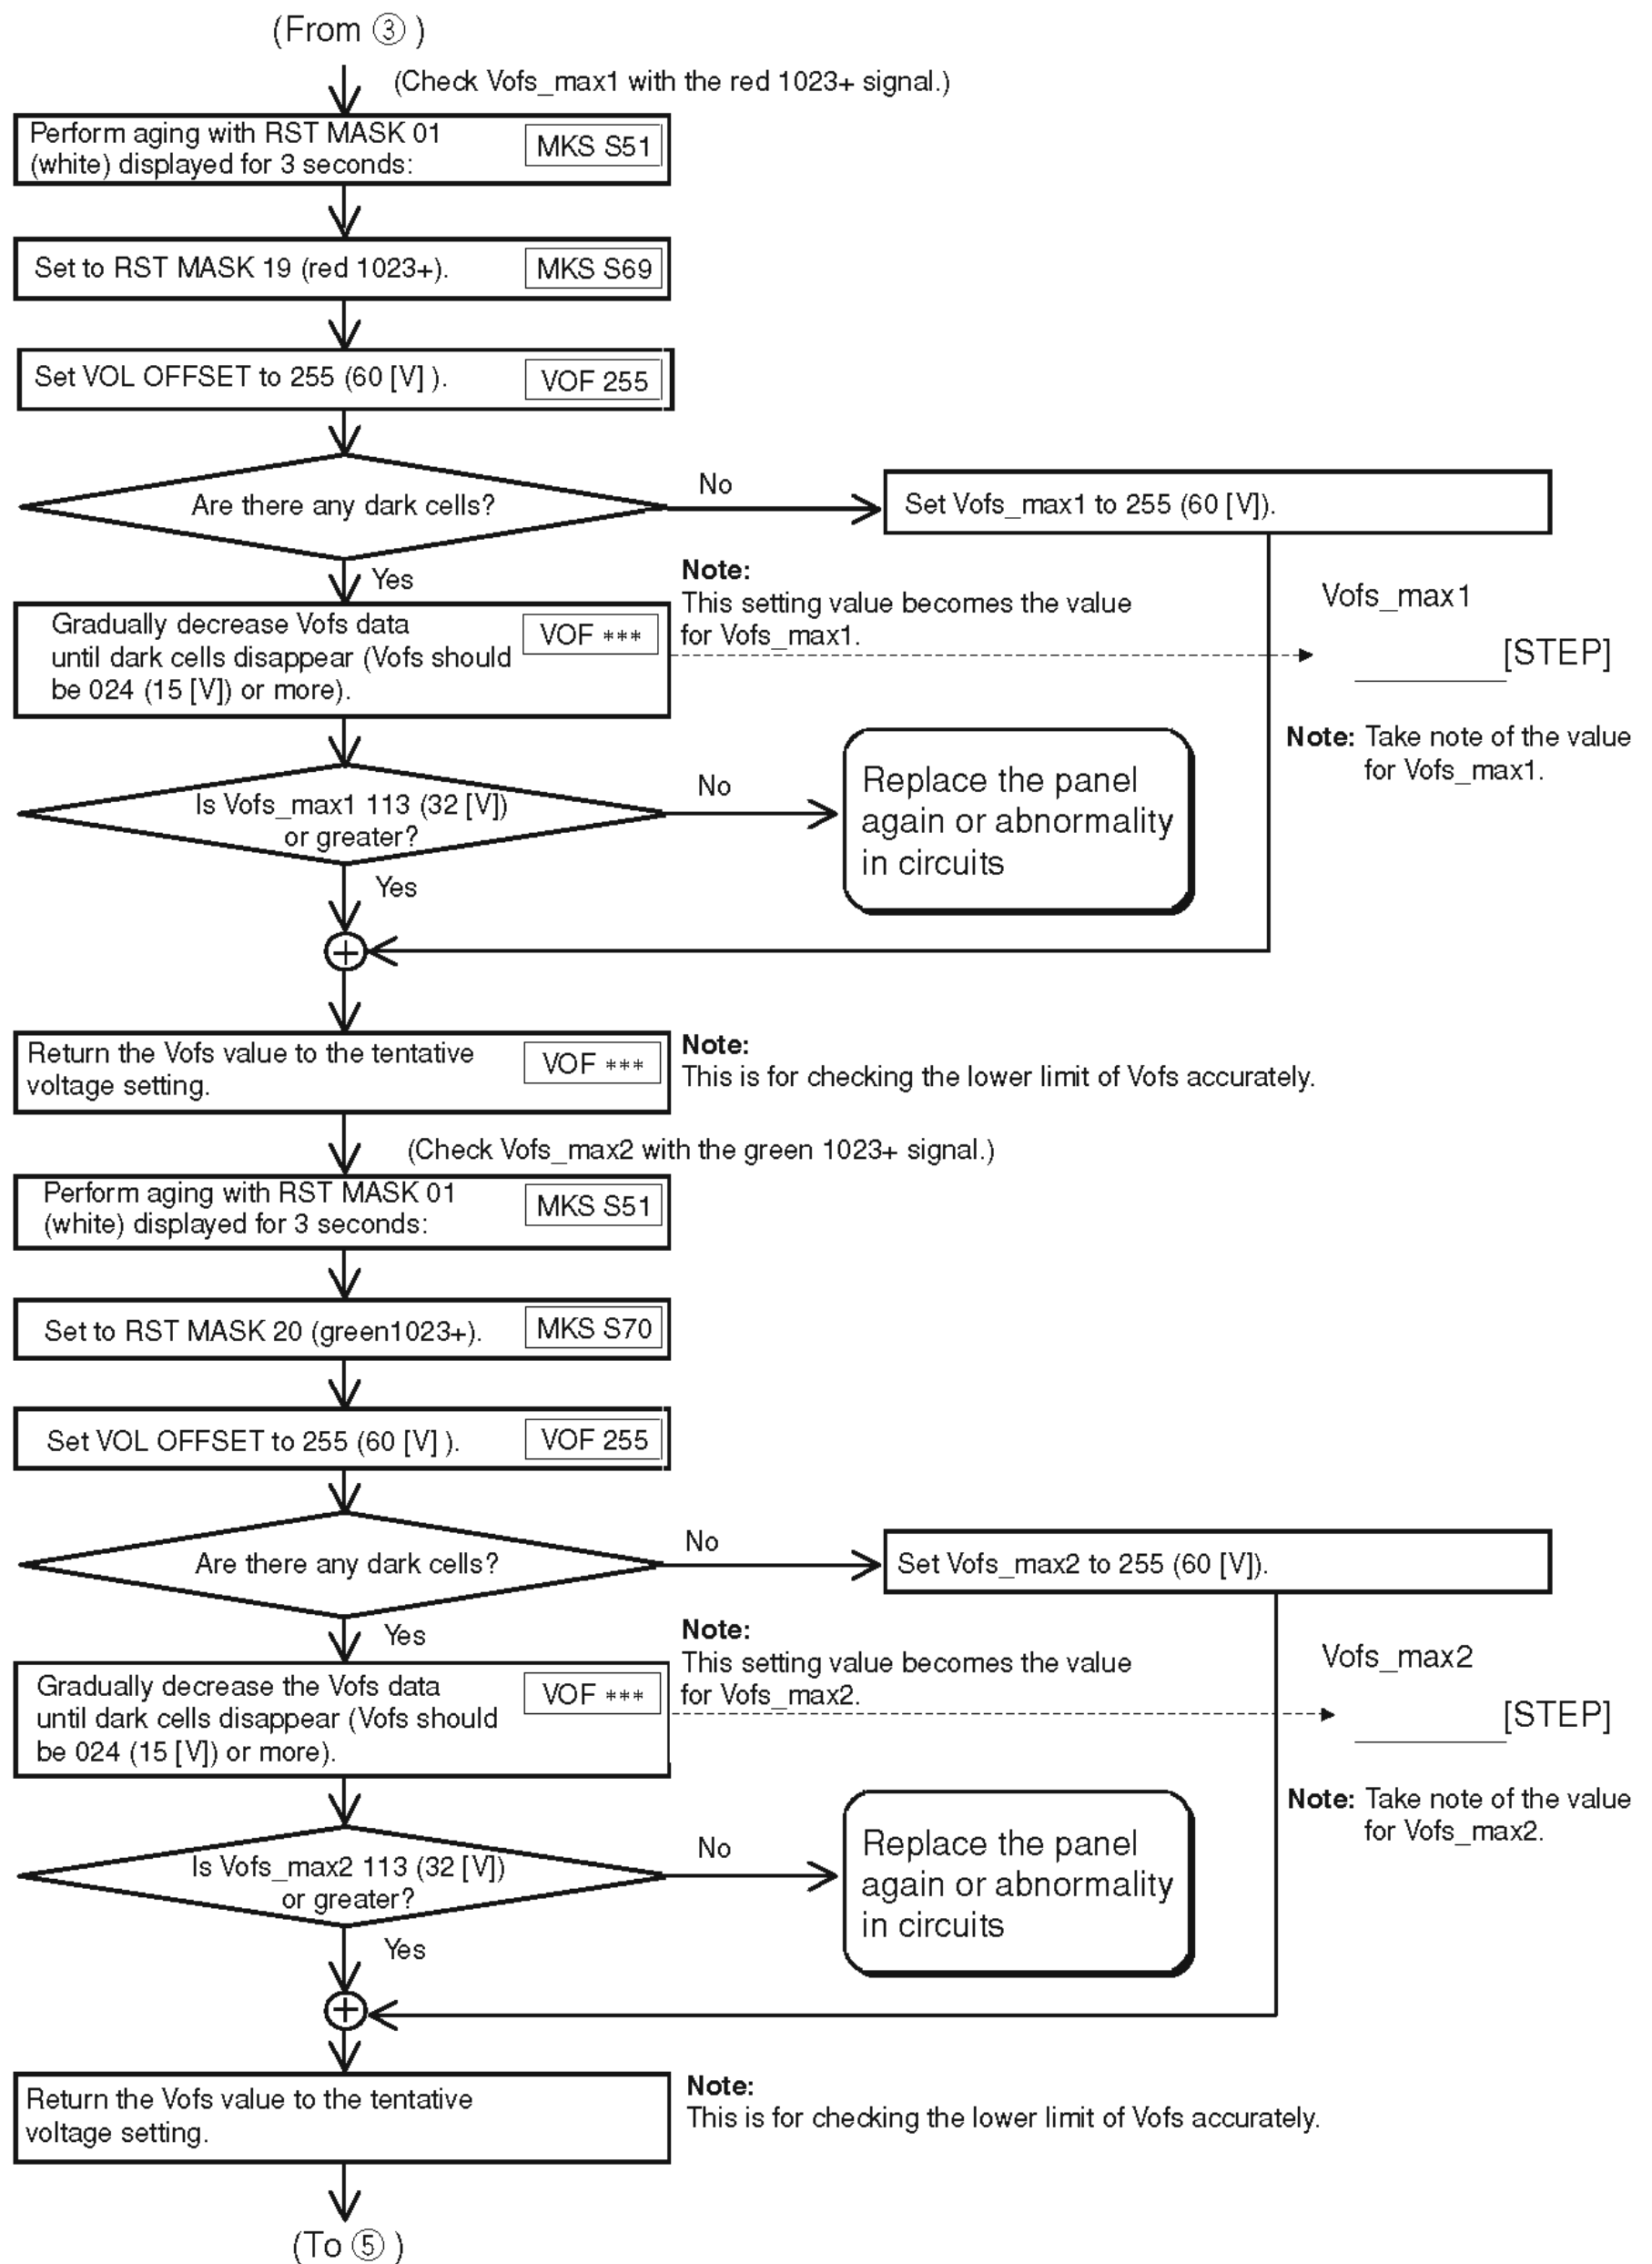 (From ③ )
(Check Vofs_max1 with the red 1023+ signal.)
Perform aging with RST MASK 01
(white) displayed for 3 seconds:
MKS S51
Set to RST MASK 19 (red 1023+).
MKS S69
Set VOL OFFSET to 255 (60 [V] ).
VOF 255
Are there any dark cells?
No
Set Vofs_max1 to 255 (60 [V]).
Yes
Gradually decrease Vofs data
until dark cells disappear (Vofs should
be 024 (15 [V]) or more).
VOF ***
Note:
This setting value becomes the value
for Vofs_max1.
Vofs_max1
[STEP]
Note: Take note of the value
for Vofs_max1.
Is Vofs_max1 113 (32 [V])
or greater?
No
Replace the panel
again or abnormality
in circuits
Yes
Return the Vofs value to the tentative
voltage setting.
VOF ***
Note:
This is for checking the lower limit of Vofs accurately.
(Check Vofs_max2 with the green 1023+ signal.)
Perform aging with RST MASK 01
(white) displayed for 3 seconds:
MKS S51
Set to RST MASK 20 (green1023+).
MKS S70
Set VOL OFFSET to 255 (60 [V] ).
VOF 255
Are there any dark cells?
No
Set Vofs_max2 to 255 (60 [V]).
Yes
Gradually decrease the Vofs data
until dark cells disappear (Vofs should
be 024 (15 [V]) or more).
VOF ***
Note:
This setting value becomes the value
for Vofs_max2.
Vofs_max2
[STEP]
Note: Take note of the value
for Vofs_max2.
Is Vofs_max2 113 (32 [V])
or greater?
No
Replace the panel
again or abnormality
in circuits
Yes
Return the Vofs value to the tentative
voltage setting.
Note:
This is for checking the lower limit of Vofs accurately.
(To ⑤ )